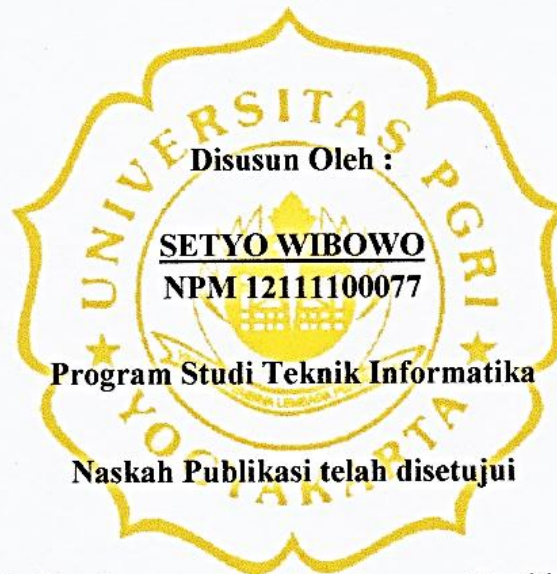 UNIVERSITAS PGRI
Disusun Oleh :
SETYO WIBOWO
NPM 12111100077
Program Studi Teknik Informatika
YOGYAKARTA
Naskah Publikasi telah disetujui